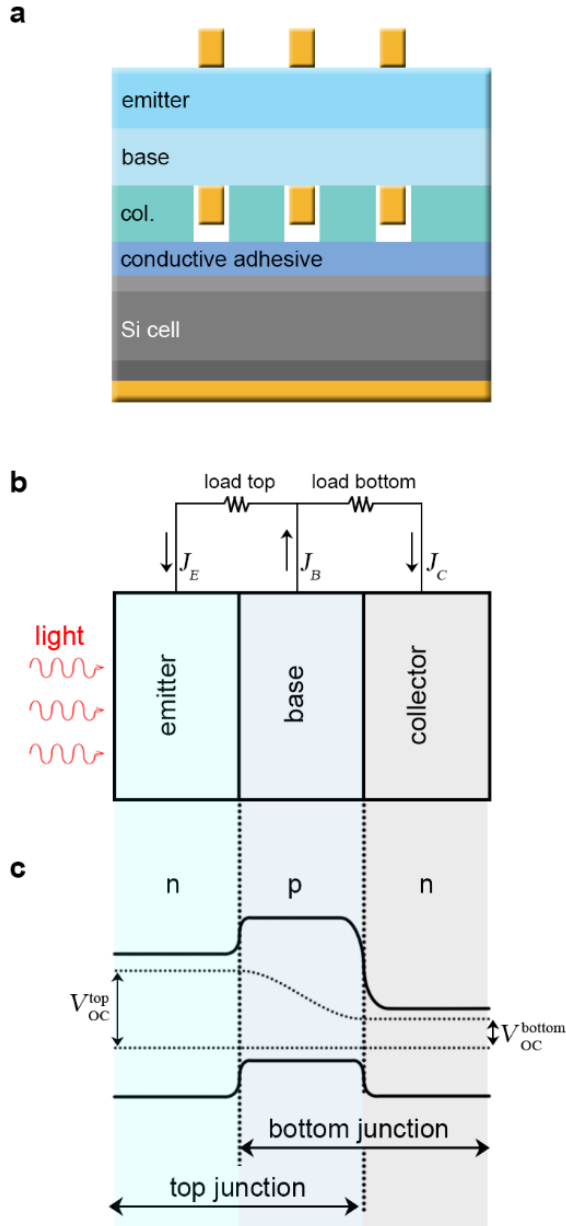 a
emitter
base
col.
conductive adhesive
Si cell
b
load top load bottom
J_E J_B J_C
light
emitter
base
collector
c
n p n
V_OC^top
V_OC^bottom
bottom junction
top junction